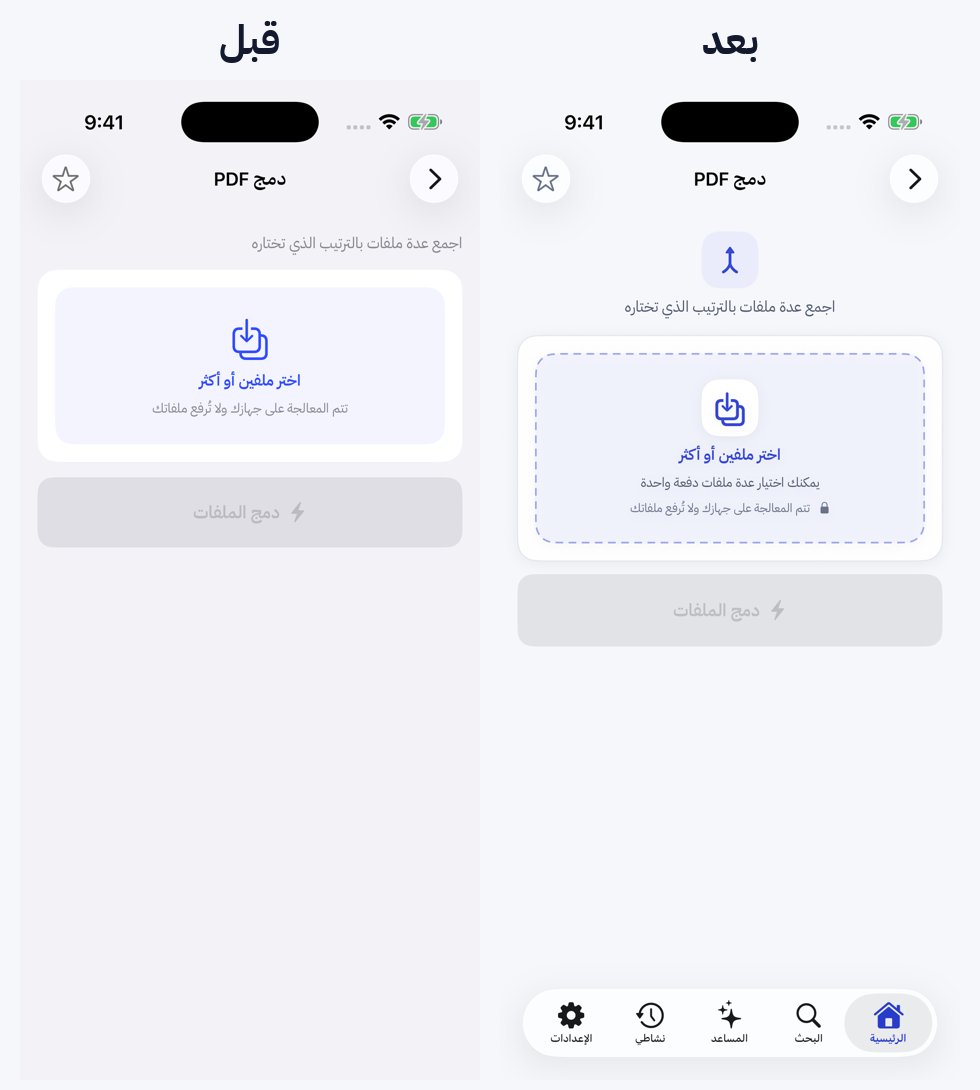 قبل
9:41
دمج PDF
اجمع عدة ملفات بالترتيب الذي تختاره
اختر ملفين أو أكثر
تتم المعالجة على جهازك ولا تُرفع ملفاتك
دمج الملفات
بعد
9:41
دمج PDF
اجمع عدة ملفات بالترتيب الذي تختاره
اختر ملفين أو أكثر
يمكنك اختيار عدة ملفات دفعة واحدة
تتم المعالجة على جهازك ولا تُرفع ملفاتك
دمج الملفات
الرئيسية
البحث
المساعد
نشاطي
الإعدادات